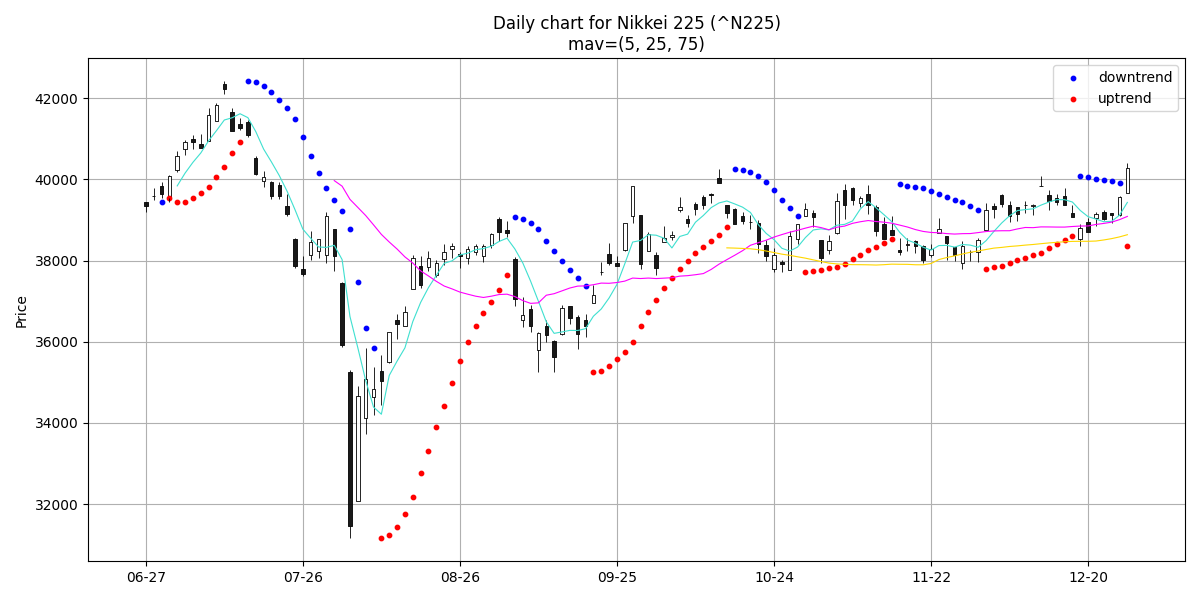 Daily chart for Nikkei 225 (^N225)
mav=(5, 25, 75)
downtrend
uptrend
Price
42000
40000
38000
36000
34000
32000
06-27
07-26
08-26
09-25
10-24
11-22
12-20